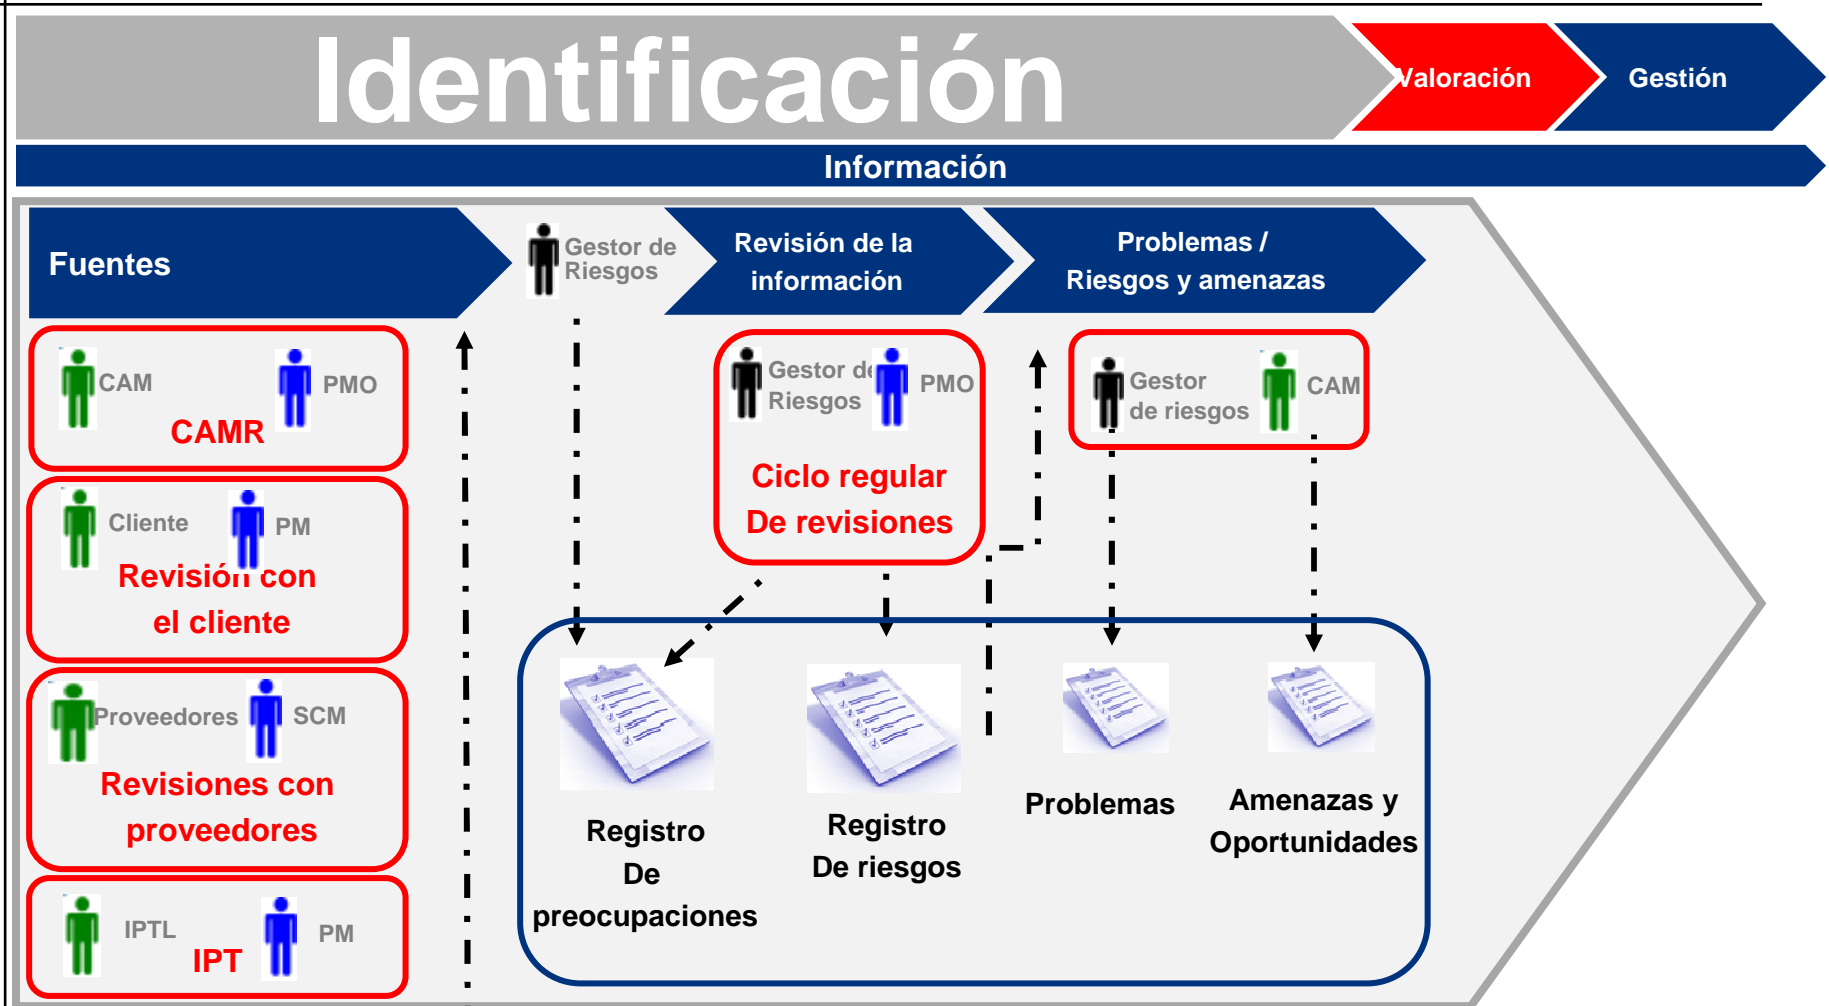 Identificación
Valoración
Gestión
Información
Fuentes
Gestor de
Riesgos
Revisión de la
información
Problemas /
Riesgos y amenazas
CAM
PMO
CAMR
Cliente
PM
Revisión con
el cliente
Proveedores
SCM
Revisiones con
proveedores
IPTL
PM
IPT
Gestor de
Riesgos
PMO
Ciclo regular
De revisiones
Gestor
de riesgos
CAM
Registro
De
preocupaciones
Registro
De riesgos
Problemas
Amenazas y
Oportunidades